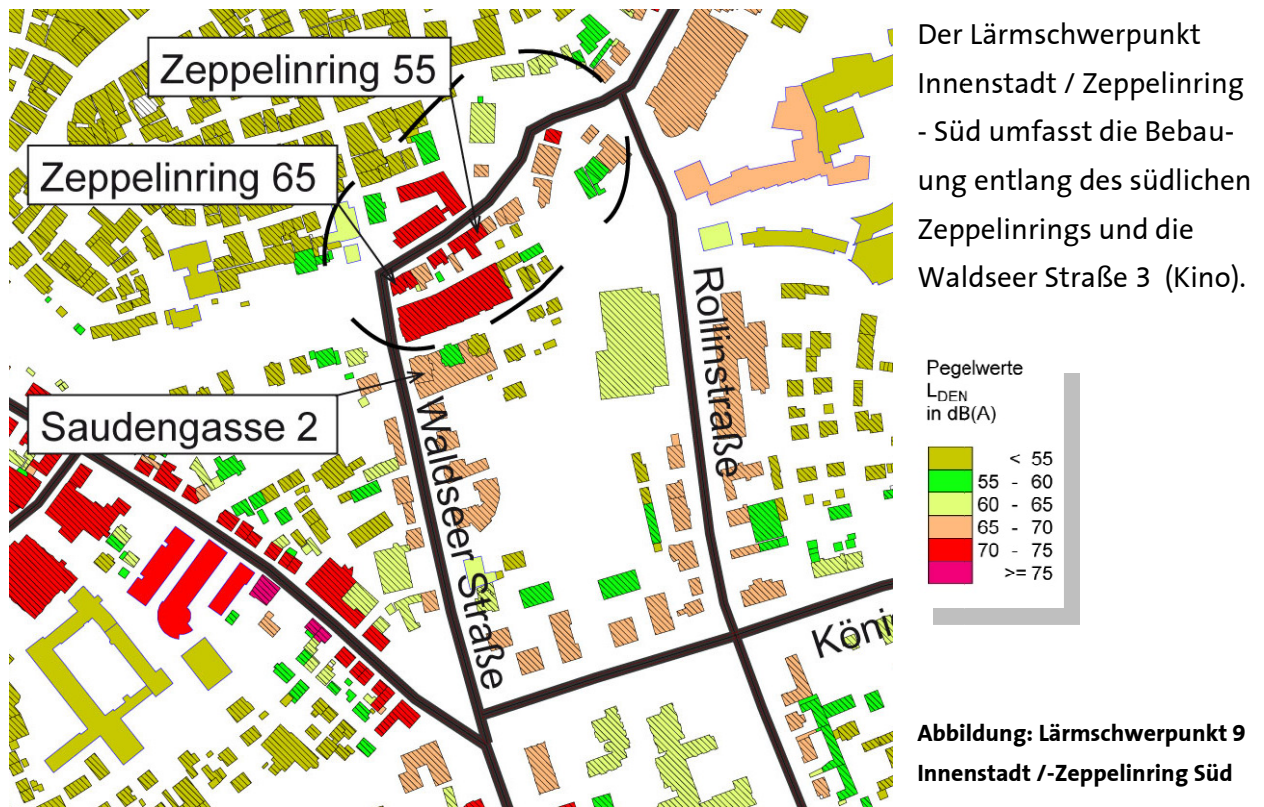 Zeppelinring 55
Zeppelinring 65
Saudengasse 2
Waldseer Straße
Rollinstraße
Köni
Der Lärmschwerpunkt
Innenstadt / Zeppelinring
- Süd umfasst die Bebau-
ung entlang des südlichen
Zeppelinrings und die
Waldseer Straße 3 (Kino).
Pegelwerte
LDEN
in dB(A)
< 55
55 - 60
60 - 65
65 - 70
70 - 75
>= 75
Abbildung: Lärmschwerpunkt 9
Innenstadt /-Zeppelinring Süd